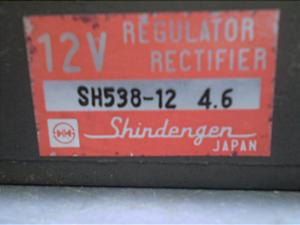 12V REGULATOR
RECTIFIER
SH538-12 4.6
Shindengen
JAPAN